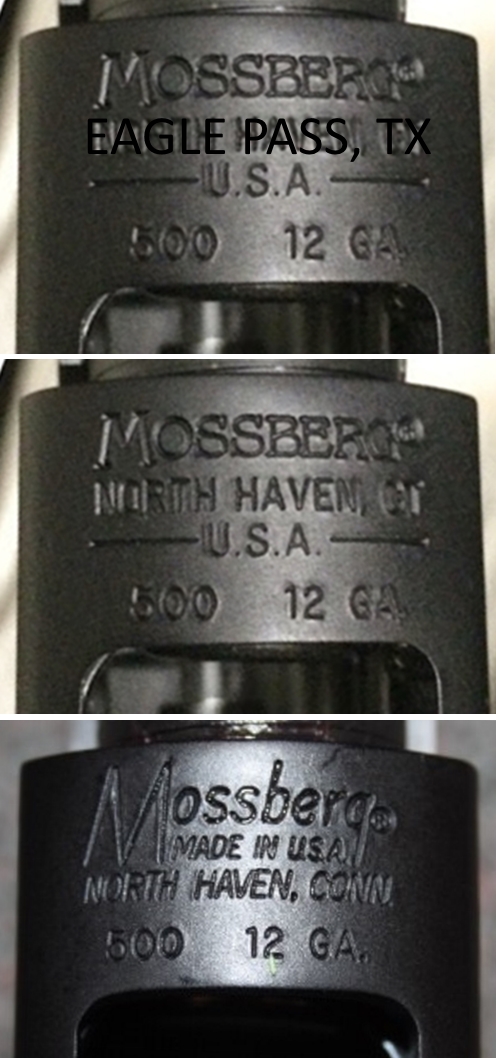 MOSSBERG®
EAGLE PASS, TX
U.S.A.
500 12 GA.
MOSSBERG®
NORTH HAVEN, CT
U.S.A.
500 12 GA.
Mossberg®
MADE IN U.S.A.
NORTH HAVEN, CONN.
500 12 GA.